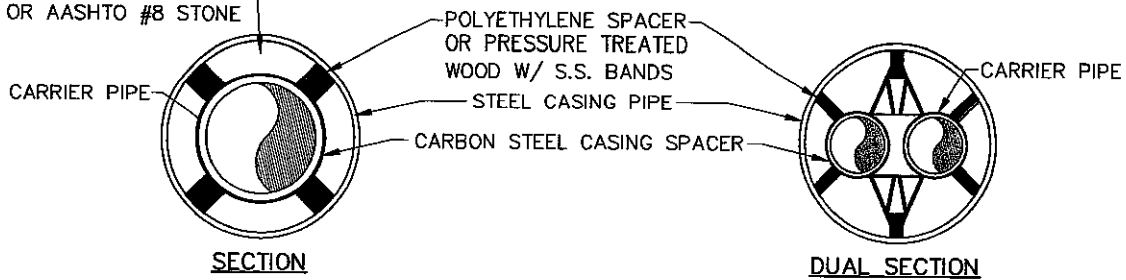 OR AASHTO #8 STONE
POLYETHYLENE SPACER
OR PRESSURE TREATED
WOOD W/ S.S. BANDS
CARRIER PIPE
CARRIER PIPE
STEEL CASING PIPE
CARBON STEEL CASING SPACER
SECTION
DUAL SECTION